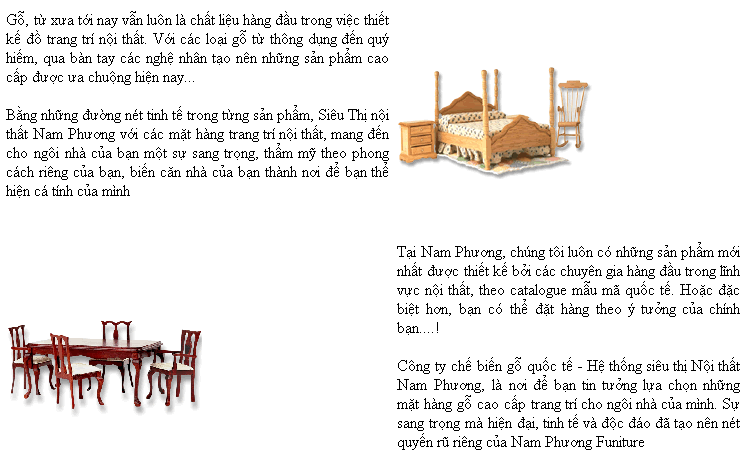 Gỗ, từ xưa tới nay vẫn luôn là chất liệu hàng đầu trong việc thiết
kế đồ trang trí nội thất. Với các loại gỗ từ thông dụng đến quý
hiếm, qua bàn tay các nghệ nhân tạo nên những sản phẩm cao
cấp được ưa chuộng hiện nay...
Bằng những đường nét tinh tế trong từng sản phẩm, Siêu Thị nội
thất Nam Phương với các mặt hàng trang trí nội thất, mang đến
cho ngôi nhà của bạn một sự sang trọng, thẩm mỹ theo phong
cách riêng của bạn, biến căn nhà của bạn thành nơi để bạn thể
hiện cá tính của mình
Tại Nam Phương, chúng tôi luôn có những sản phẩm mới
nhất được thiết kế bởi các chuyên gia hàng đầu trong lĩnh
vực nội thất, theo catalogue mẫu mã quốc tế. Hoặc đặc
biệt hơn, bạn có thể đặt hàng theo ý tưởng của chính
bạn....!
Công ty chế biến gỗ quốc tế - Hệ thống siêu thị Nội thất
Nam Phương, là nơi để bạn tin tưởng lựa chọn những
mặt hàng gỗ cao cấp trang trí cho ngôi nhà của mình. Sự
sang trọng mà hiện đại, tinh tế và độc đáo đã tạo nên nét
quyến rũ riêng của Nam Phương Funiture